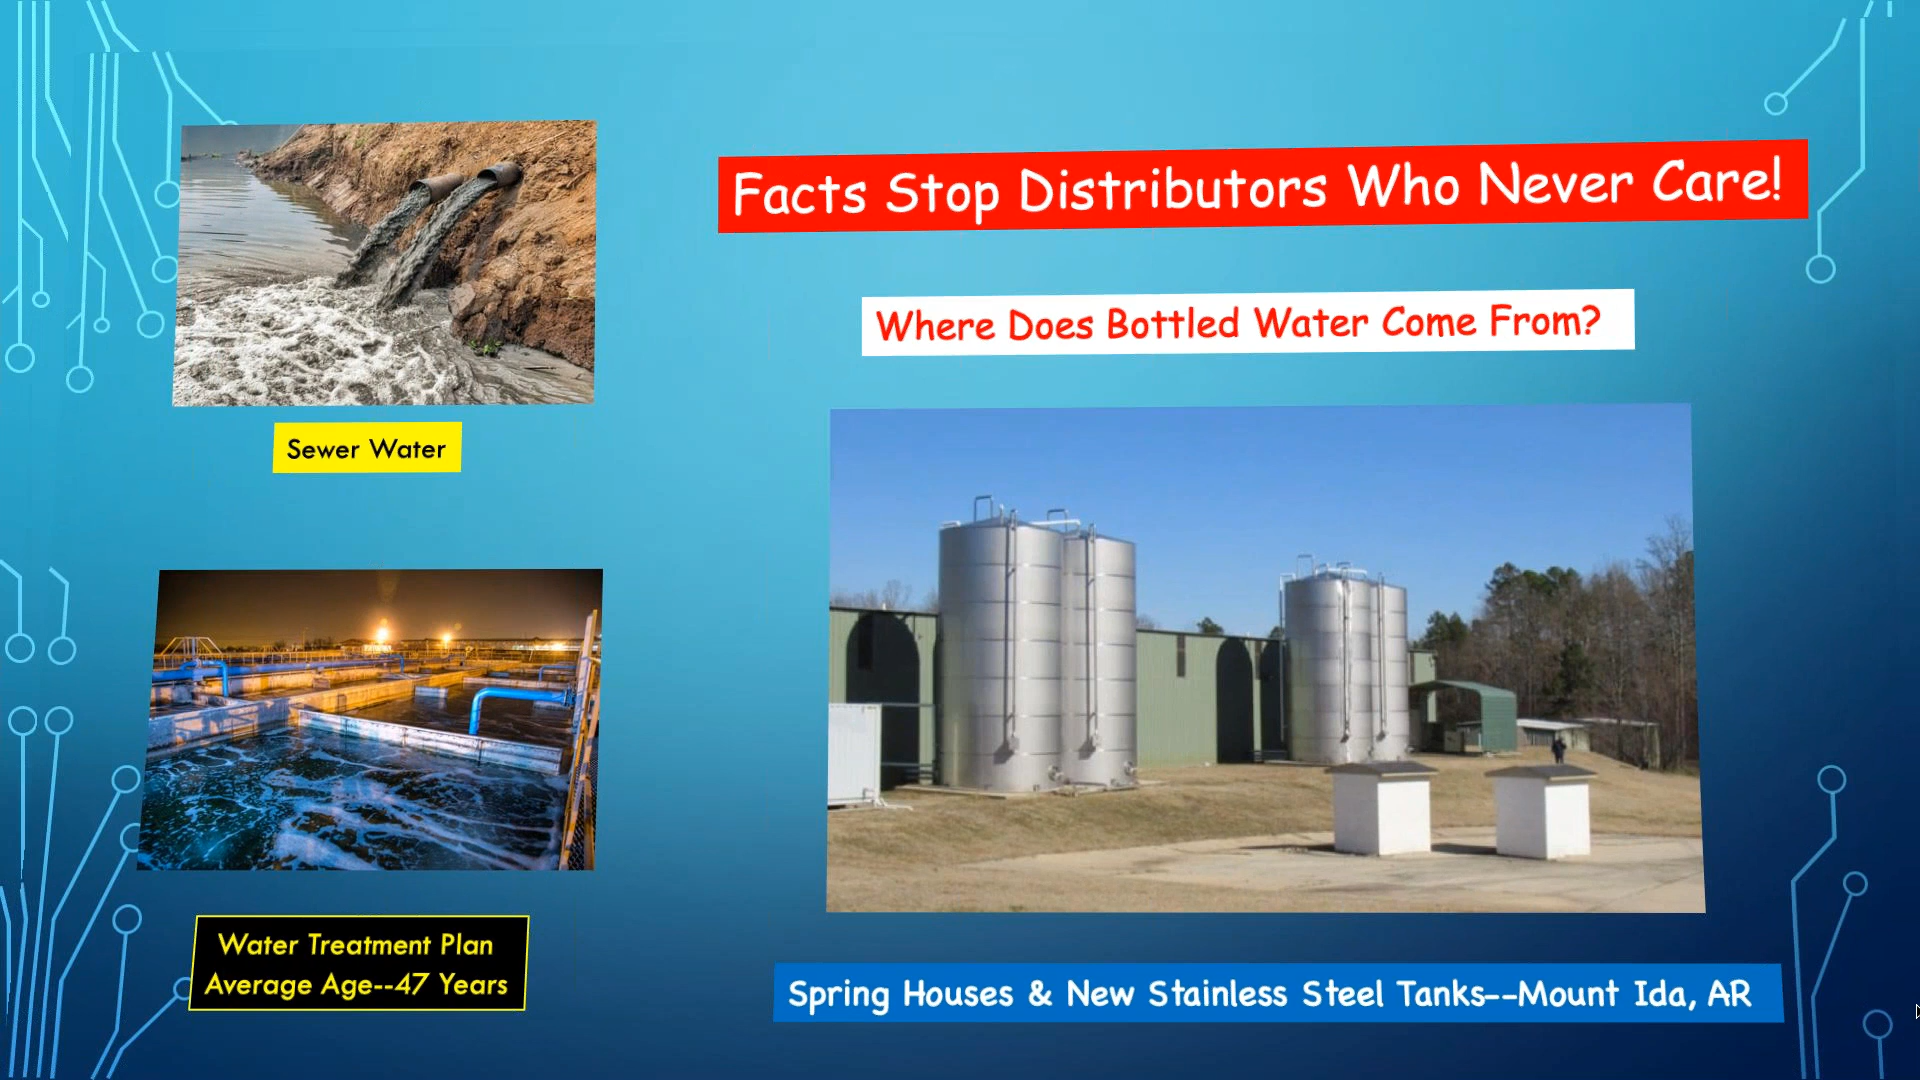 Facts Stop Distributors Who Never Care!
Where Does Bottled Water Come From?
Sewer Water
Water Treatment Plan
Average Age--47 Years
Spring Houses & New Stainless Steel Tanks--Mount Ida, AR